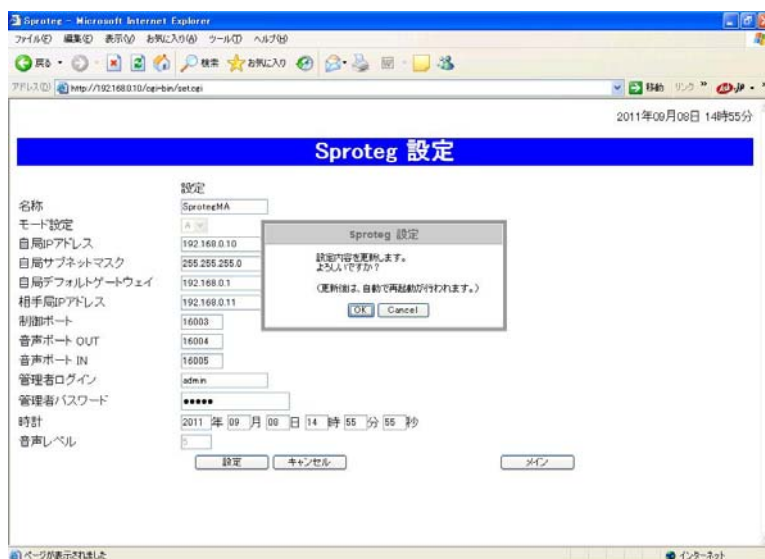 Sproteg - Microsoft Internet Explorer
ファイル(F) 編集(E) 表示(V) お気に入り(A) ツール(T) ヘルプ(H)
戻る 検索 お気に入り
アドレス(D) http://192.168.0.10/cgi-bin/set.cgi 移動 リンク »
2011年09月08日 14時55分
Sproteg 設定
設定
名称 SprotegMA
モード設定 A
自局IPアドレス 192.168.0.10
自局サブネットマスク 255.255.255.0
自局デフォルトゲートウェイ 192.168.0.1
相手局IPアドレス 192.168.0.11
制御ポート 16003
音声ポート OUT 16004
音声ポート IN 16005
管理者ログイン admin
管理者パスワード ●●●●●
時計 2011 年 09 月 08 日 14 時 55 分 55 秒
音声レベル 5
設定 キャンセル メイン
Sproteg 設定
設定内容を更新します。
よろしいですか?
(更新後は、自動で再起動が行われます。)
OK Cancel
ページが表示されました インターネット